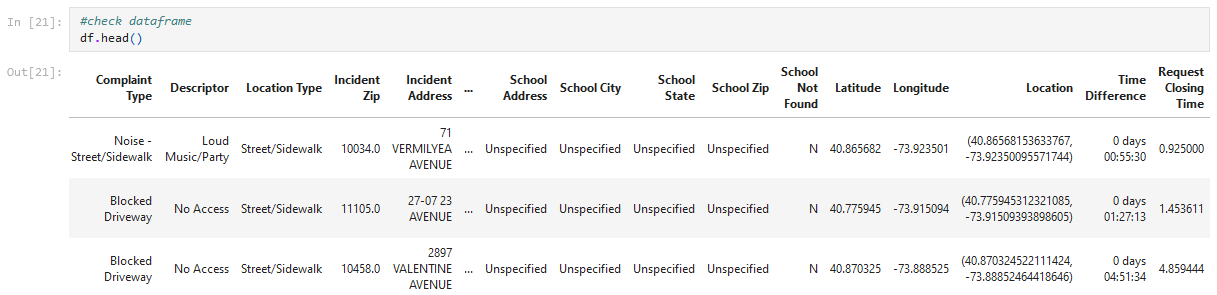 In [21]: #check dataframe
df.head()
Out[21]:
Complaint Type Descriptor Location Type Incident Zip Incident Address ... School Address School City School State School Zip School Not Found Latitude Longitude Location Time Difference Request Closing Time
Noise - Street/Sidewalk Loud Music/Party Street/Sidewalk 10034.0 71 VERMILYEA AVENUE ... Unspecified Unspecified Unspecified Unspecified N 40.865682 -73.923501 (40.86568153633767, -73.92350095571744) 0 days 00:55:30 0.925000
Blocked Driveway No Access Street/Sidewalk 11105.0 27-07 23 AVENUE ... Unspecified Unspecified Unspecified Unspecified N 40.775945 -73.915094 (40.775945312321085, -73.91509393898605) 0 days 01:27:13 1.453611
Blocked Driveway No Access Street/Sidewalk 10458.0 2897 VALENTINE AVENUE ... Unspecified Unspecified Unspecified Unspecified N 40.870325 -73.888525 (40.870324522111424, -73.88852464418646) 0 days 04:51:34 4.859444